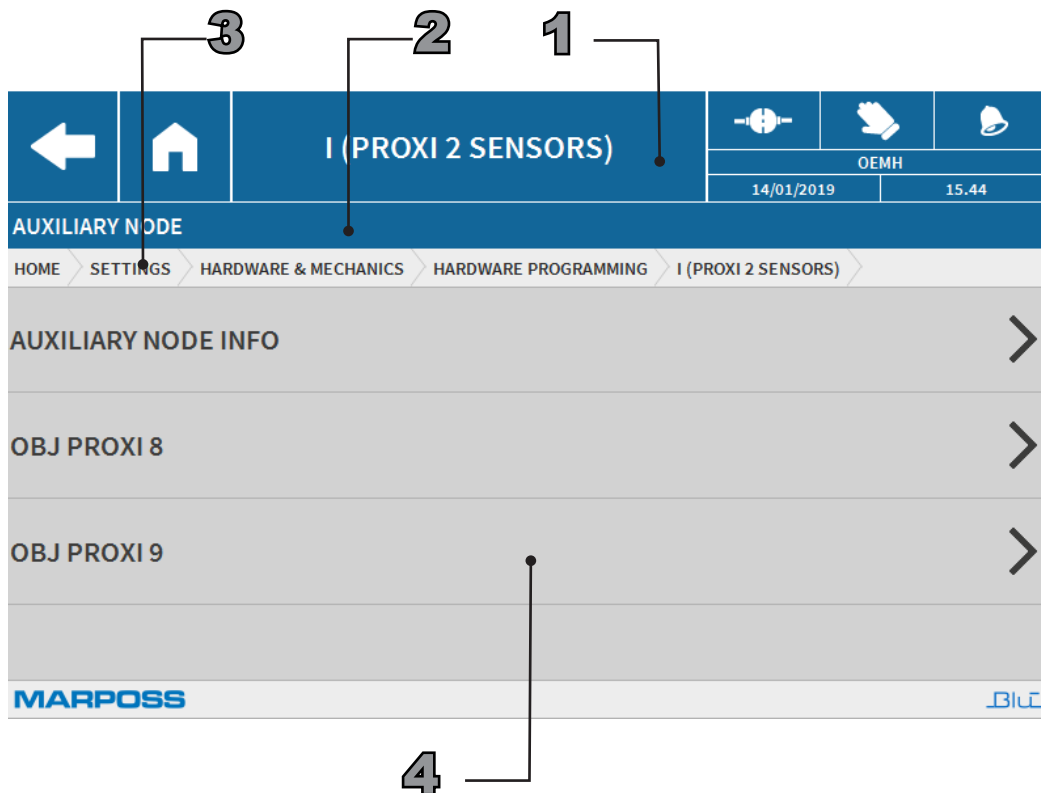 3 2 1
I (PROXI 2 SENSORS)
OEMH
14/01/2019 15.44
AUXILIARY NODE
HOME SETTINGS HARDWARE & MECHANICS HARDWARE PROGRAMMING I (PROXI 2 SENSORS)
AUXILIARY NODE INFO
OBJ PROXI 8
OBJ PROXI 9
MARPOSS Blú
4